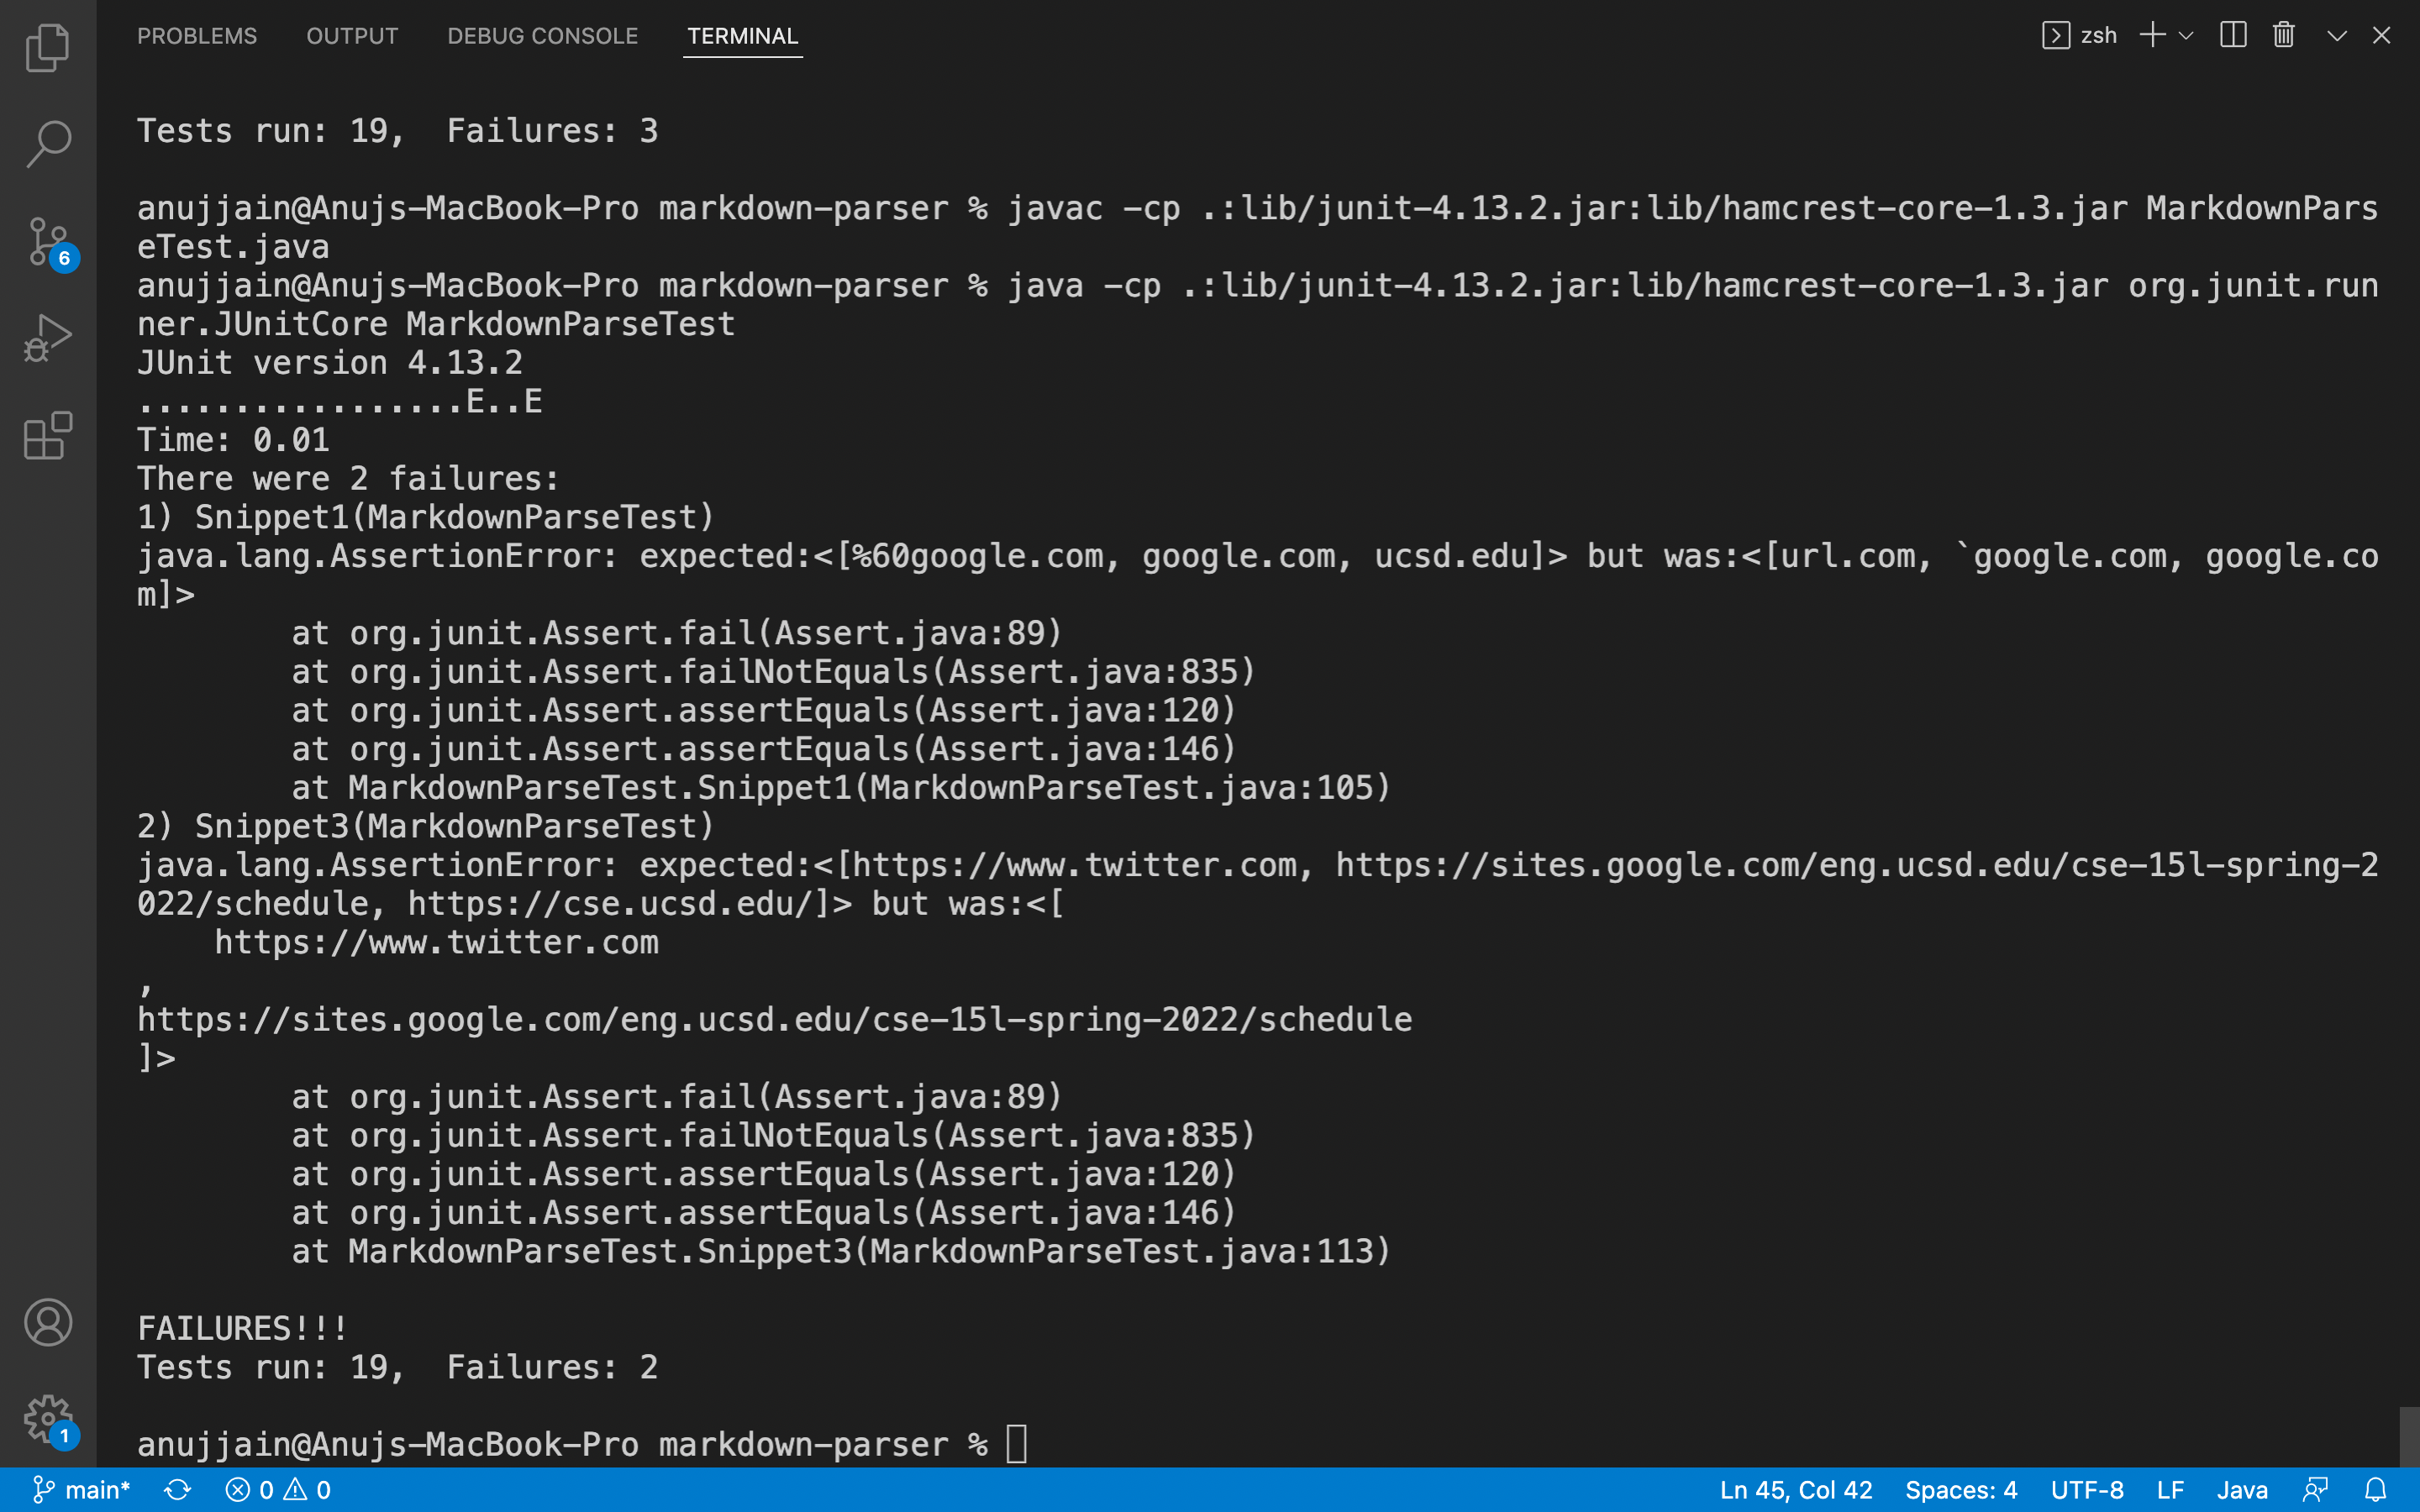 PROBLEMS OUTPUT DEBUG CONSOLE TERMINAL zsh
Tests run: 19,  Failures: 3
anujjain@Anujs-MacBook-Pro markdown-parser % javac -cp .:lib/junit-4.13.2.jar:lib/hamcrest-core-1.3.jar MarkdownPars
eTest.java
anujjain@Anujs-MacBook-Pro markdown-parser % java -cp .:lib/junit-4.13.2.jar:lib/hamcrest-core-1.3.jar org.junit.run
ner.JUnitCore MarkdownParseTest
JUnit version 4.13.2
.................E..E
Time: 0.01
There were 2 failures:
1) Snippet1(MarkdownParseTest)
java.lang.AssertionError: expected:<[%60google.com, google.com, ucsd.edu]> but was:<[url.com, `google.com, google.co
m]>
        at org.junit.Assert.fail(Assert.java:89)
        at org.junit.Assert.failNotEquals(Assert.java:835)
        at org.junit.Assert.assertEquals(Assert.java:120)
        at org.junit.Assert.assertEquals(Assert.java:146)
        at MarkdownParseTest.Snippet1(MarkdownParseTest.java:105)
2) Snippet3(MarkdownParseTest)
java.lang.AssertionError: expected:<[https://www.twitter.com, https://sites.google.com/eng.ucsd.edu/cse-15l-spring-2
022/schedule, https://cse.ucsd.edu/]> but was:<[
    https://www.twitter.com
,
https://sites.google.com/eng.ucsd.edu/cse-15l-spring-2022/schedule
]>
        at org.junit.Assert.fail(Assert.java:89)
        at org.junit.Assert.failNotEquals(Assert.java:835)
        at org.junit.Assert.assertEquals(Assert.java:120)
        at org.junit.Assert.assertEquals(Assert.java:146)
        at MarkdownParseTest.Snippet3(MarkdownParseTest.java:113)
FAILURES!!!
Tests run: 19,  Failures: 2
anujjain@Anujs-MacBook-Pro markdown-parser %
6
1
main* 0 0 Ln 45, Col 42 Spaces: 4 UTF-8 LF Java